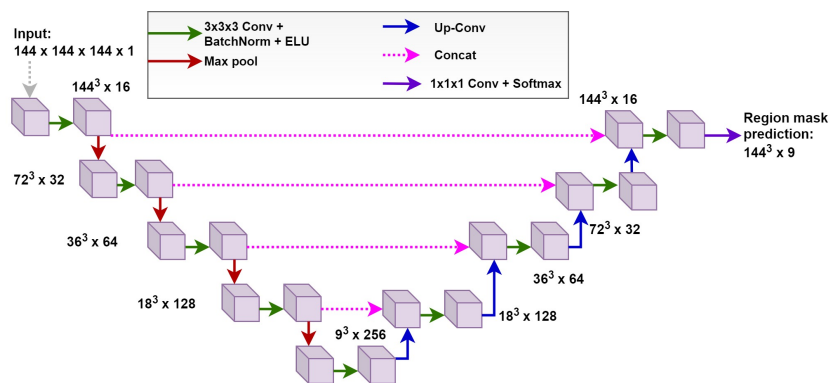 Input:
144 x 144 x 144 x 1
3x3x3 Conv +
BatchNorm + ELU
Max pool
Up-Conv
Concat
1x1x1 Conv + Softmax
144³ x 16
144³ x 16
Region mask
prediction:
144³ x 9
72³ x 32
72³ x 32
36³ x 64
36³ x 64
18³ x 128
9³ x 256
18³ x 128